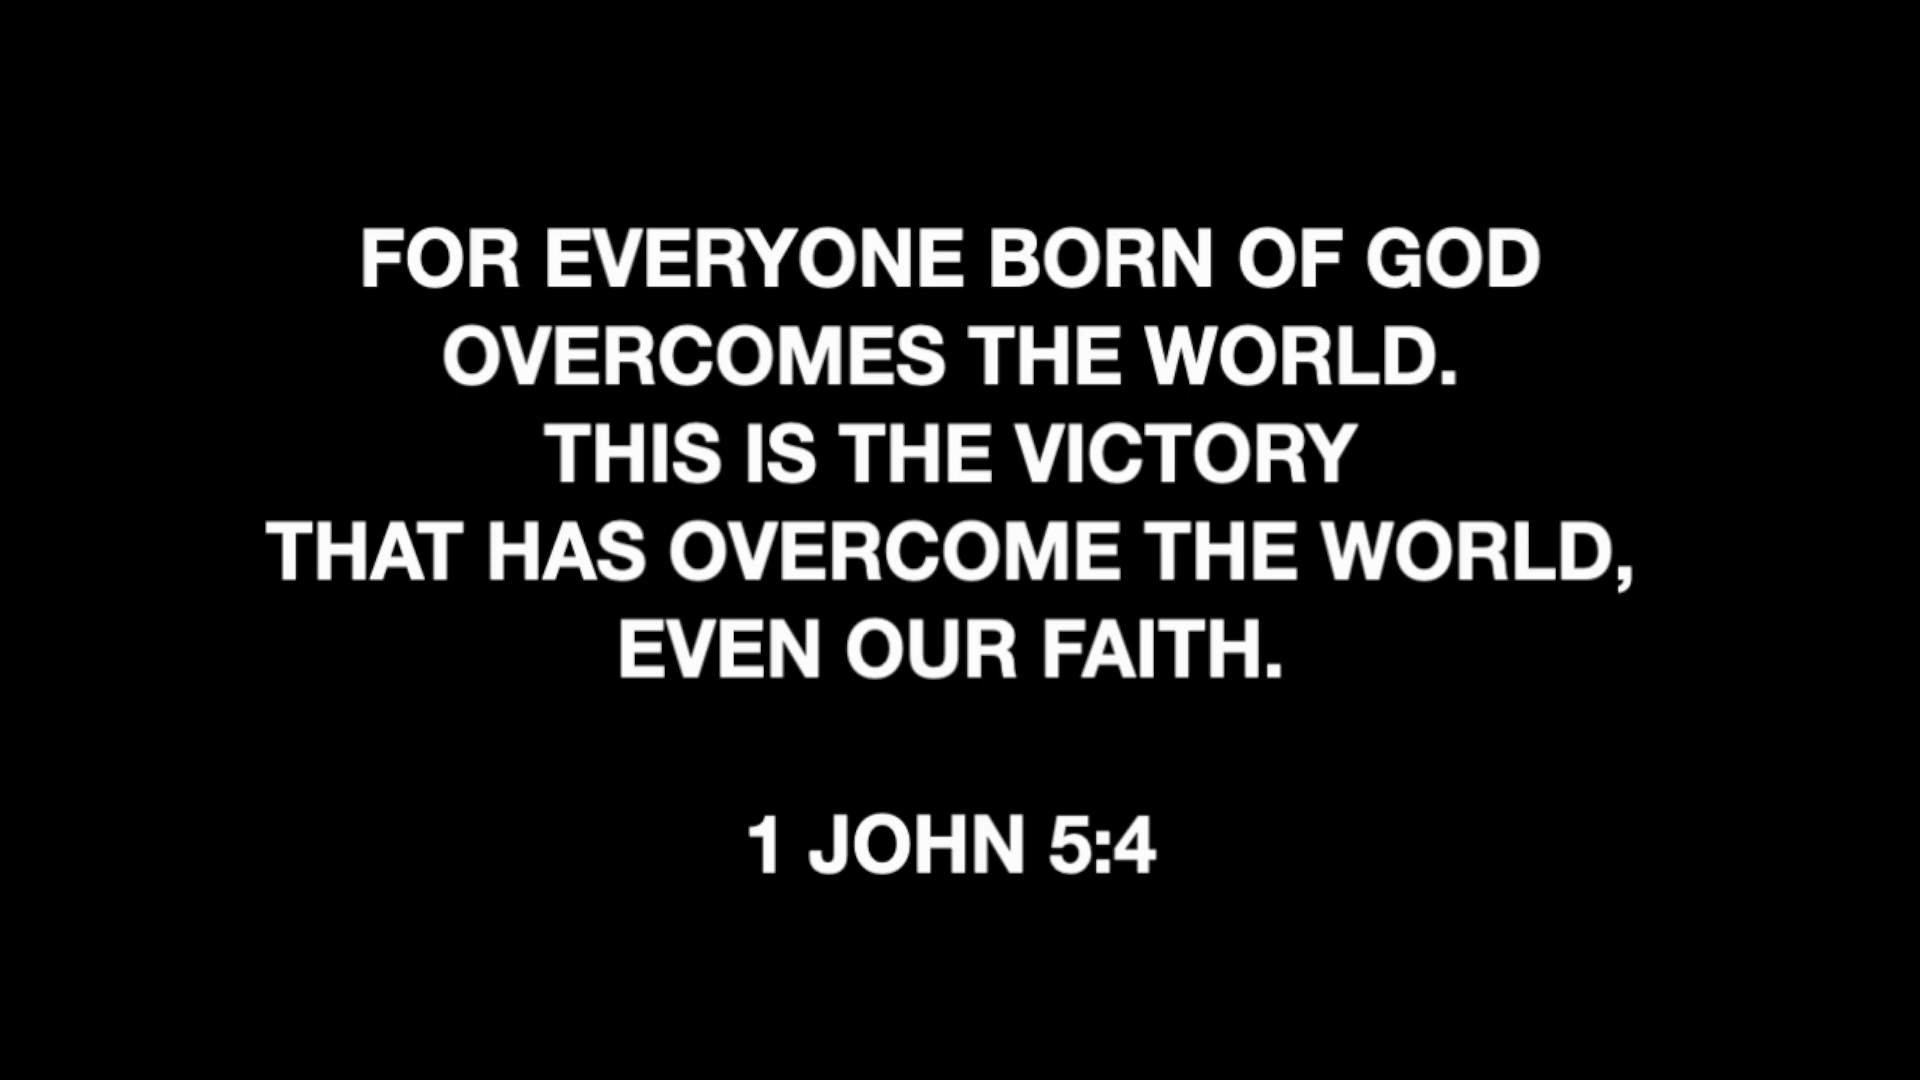 FOR EVERYONE BORN OF GOD
OVERCOMES THE WORLD.
THIS IS THE VICTORY
THAT HAS OVERCOME THE WORLD,
EVEN OUR FAITH.
1 JOHN 5:4